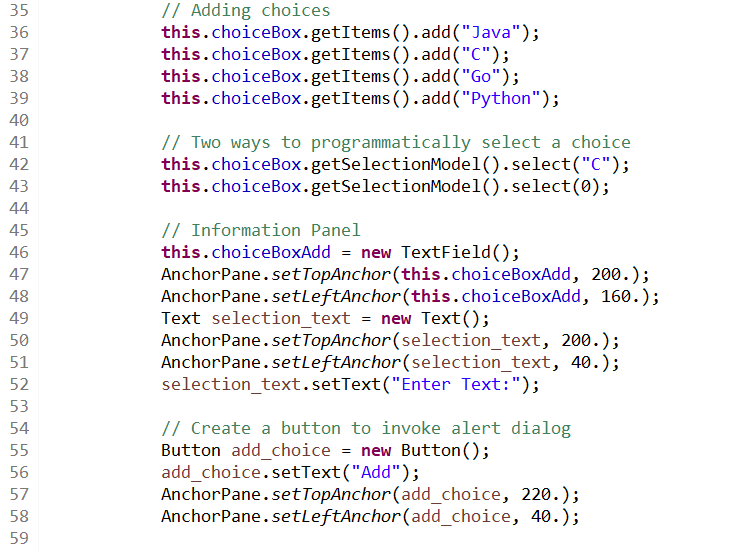 35 // Adding choices
36 this.choiceBox.getItems().add("Java");
37 this.choiceBox.getItems().add("C");
38 this.choiceBox.getItems().add("Go");
39 this.choiceBox.getItems().add("Python");
40
41 // Two ways to programmatically select a choice
42 this.choiceBox.getSelectionModel().select("C");
43 this.choiceBox.getSelectionModel().select(0);
44
45 // Information Panel
46 this.choiceBoxAdd = new TextField();
47 AnchorPane.setTopAnchor(this.choiceBoxAdd, 200.);
48 AnchorPane.setLeftAnchor(this.choiceBoxAdd, 160.);
49 Text selection_text = new Text();
50 AnchorPane.setTopAnchor(selection_text, 200.);
51 AnchorPane.setLeftAnchor(selection_text, 40.);
52 selection_text.setText("Enter Text:");
53
54 // Create a button to invoke alert dialog
55 Button add_choice = new Button();
56 add_choice.setText("Add");
57 AnchorPane.setTopAnchor(add_choice, 220.);
58 AnchorPane.setLeftAnchor(add_choice, 40.);
59